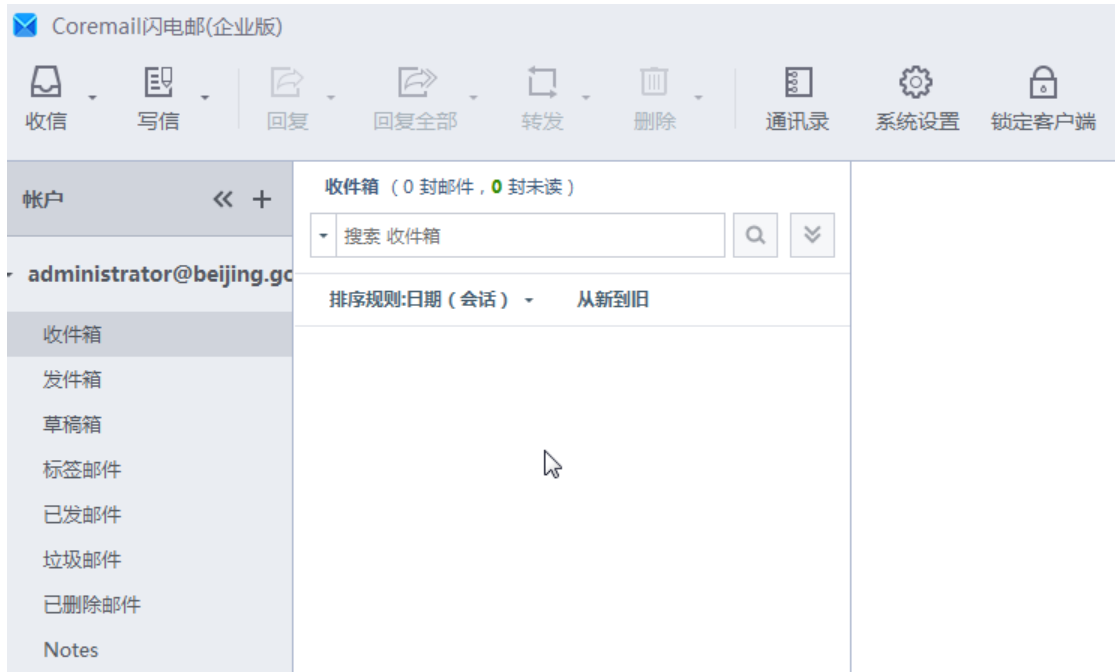 Coremail闪电邮(企业版)
收信 写信 回复 回复全部 转发 删除 通讯录 系统设置 锁定客户端
帐户
收件箱 (0 封邮件，0 封未读)
搜索 收件箱
administrator@beijing.gc
排序规则:日期(会话) 从新到旧
收件箱
发件箱
草稿箱
标签邮件
已发邮件
垃圾邮件
已删除邮件
Notes